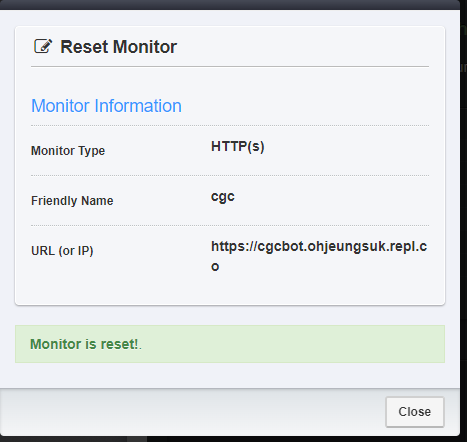 Reset Monitor
Monitor Information
Monitor Type HTTP(s)
Friendly Name cgc
URL (or IP) https://cgcbot.ohjeungsuk.repl.c
o
Monitor is reset!.
Close